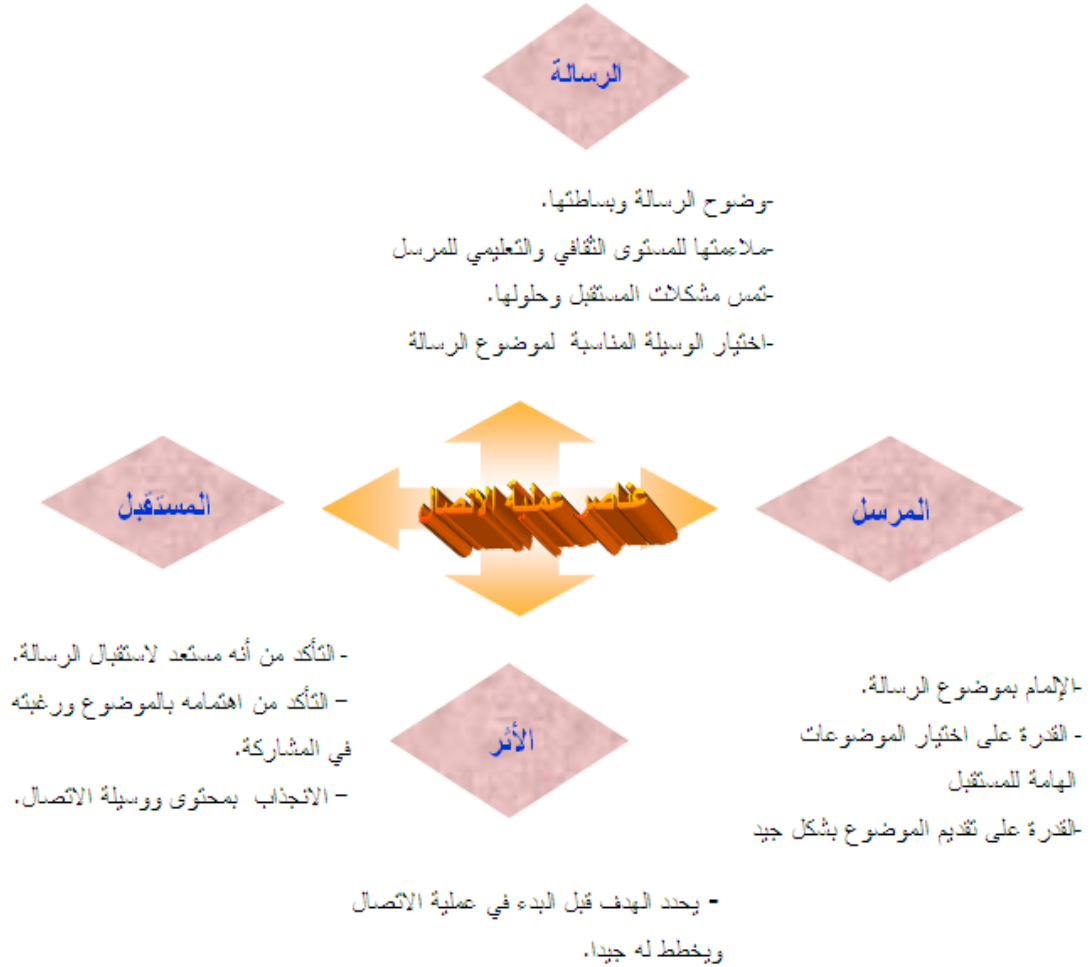 الرسالة
-وضوح الرسالة وبساطتها.
-ملاءمتها للمستوى الثقافي والتعليمي للمرسل
-تمس مشكلات المستقبل وحلولها.
-اختيار الوسيلة المناسبة لموضوع الرسالة
عناصر عملية الاتصال
المرسل
-الإلمام بموضوع الرسالة.
- القدرة على اختيار الموضوعات
الهامة للمستقبل
-القدرة على تقديم الموضوع بشكل جيد
المستقبل
- التأكد من أنه مستعد لاستقبال الرسالة.
– التأكد من اهتمامه بالموضوع ورغبته
في المشاركة.
– الانجذاب بمحتوى ووسيلة الاتصال.
الأثر
- يحدد الهدف قبل البدء في عملية الاتصال
ويخطط له جيدا.